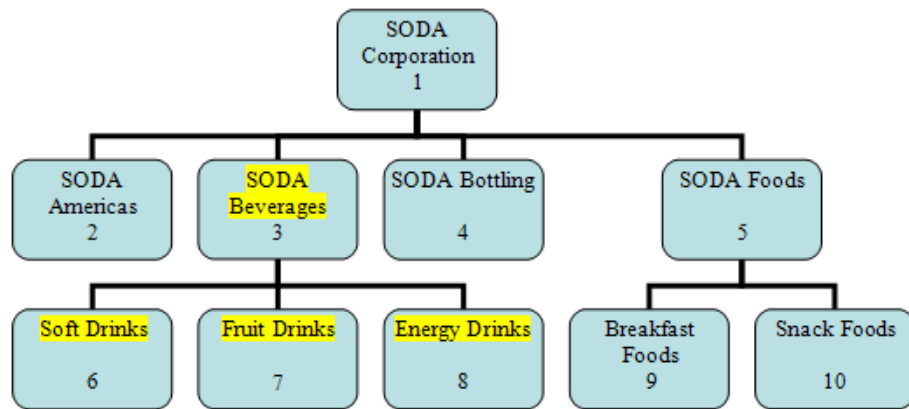 SODA
Corporation
1
SODA
Americas
2
SODA
Beverages
3
SODA Bottling
4
SODA Foods
5
Soft Drinks
6
Fruit Drinks
7
Energy Drinks
8
Breakfast
Foods
9
Snack Foods
10